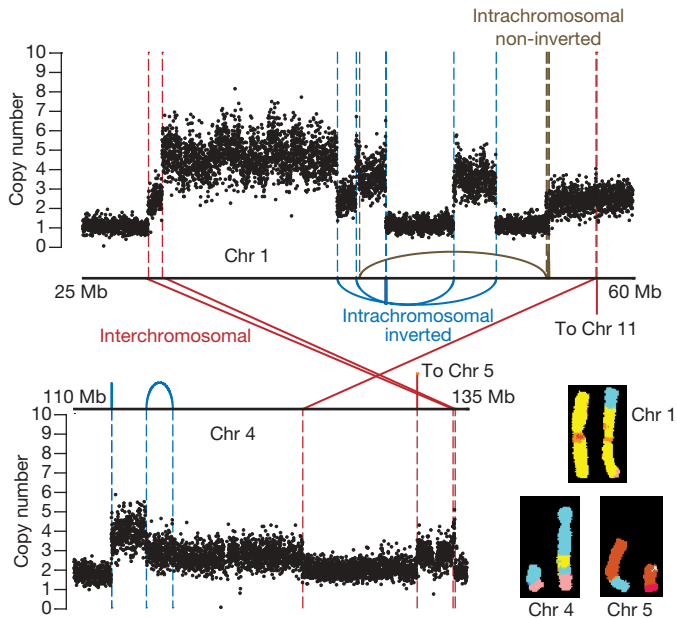 Intrachromosomal
non-inverted
Copy number
10
9
8
7
6
5
4
3
2
1
0
Chr 1
25 Mb
60 Mb
Interchromosomal
Intrachromosomal
inverted
To Chr 11
To Chr 5
110 Mb
135 Mb
Chr 4
Copy number
10
9
8
7
6
5
4
3
2
1
0
Chr 1
Chr 4
Chr 5